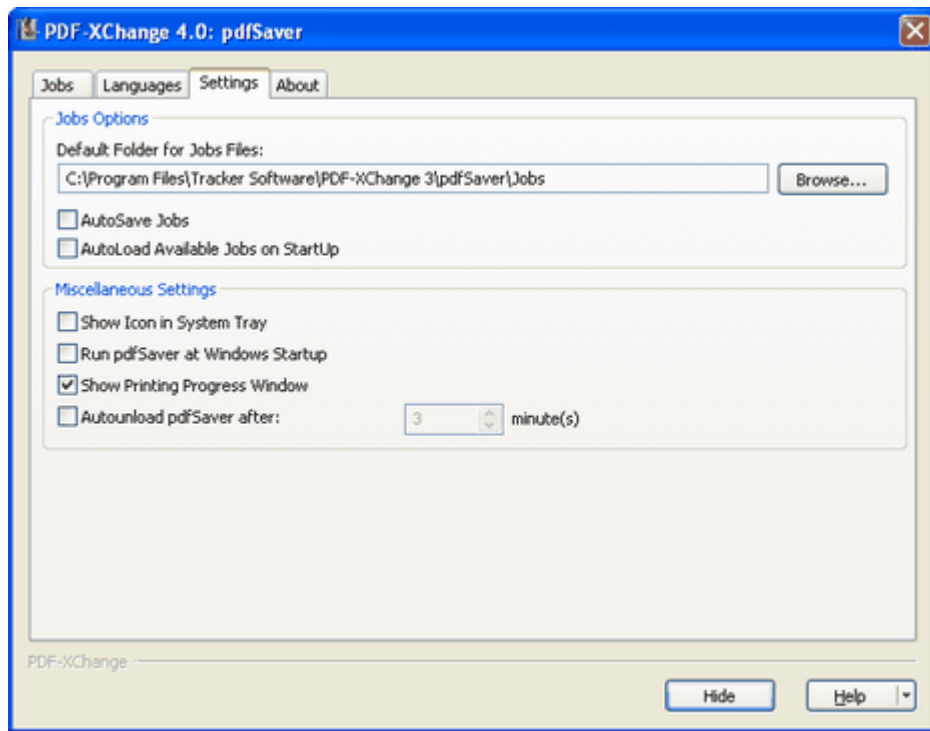 PDF-XChange 4.0: pdfSaver
Jobs Languages Settings About
Jobs Options
Default Folder for Jobs Files:
C:\Program Files\Tracker Software\PDF-XChange 3\pdfSaver\Jobs Browse...
AutoSave Jobs
AutoLoad Available Jobs on StartUp
Miscellaneous Settings
Show Icon in System Tray
Run pdfSaver at Windows Startup
Show Printing Progress Window
Autounload pdfSaver after: 3 minute(s)
PDF-XChange
Hide Help